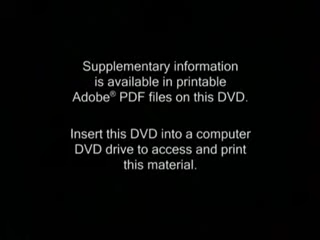 Supplementary information
is available in printable
Adobe® PDF files on this DVD.
Insert this DVD into a computer
DVD drive to access and print
this material.